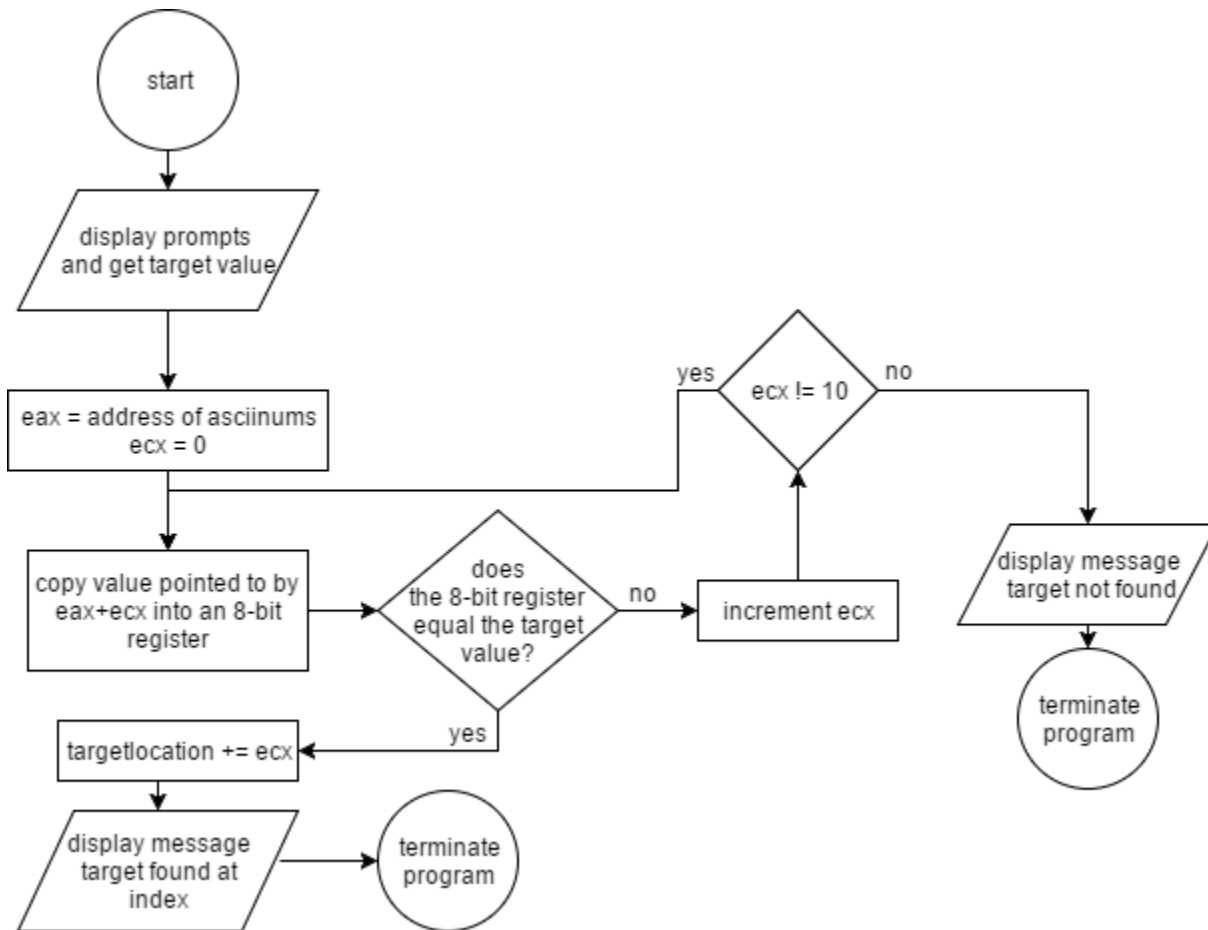 start
display prompts
and get target value
eax = address of asciinums
ecx = 0
copy value pointed to by
eax+ecx into an 8-bit
register
does
the 8-bit register
equal the target
value?
no
increment ecx
ecx != 10
yes
no
display message
target not found
terminate
program
yes
targetlocation += ecx
display message
target found at
index
terminate
program